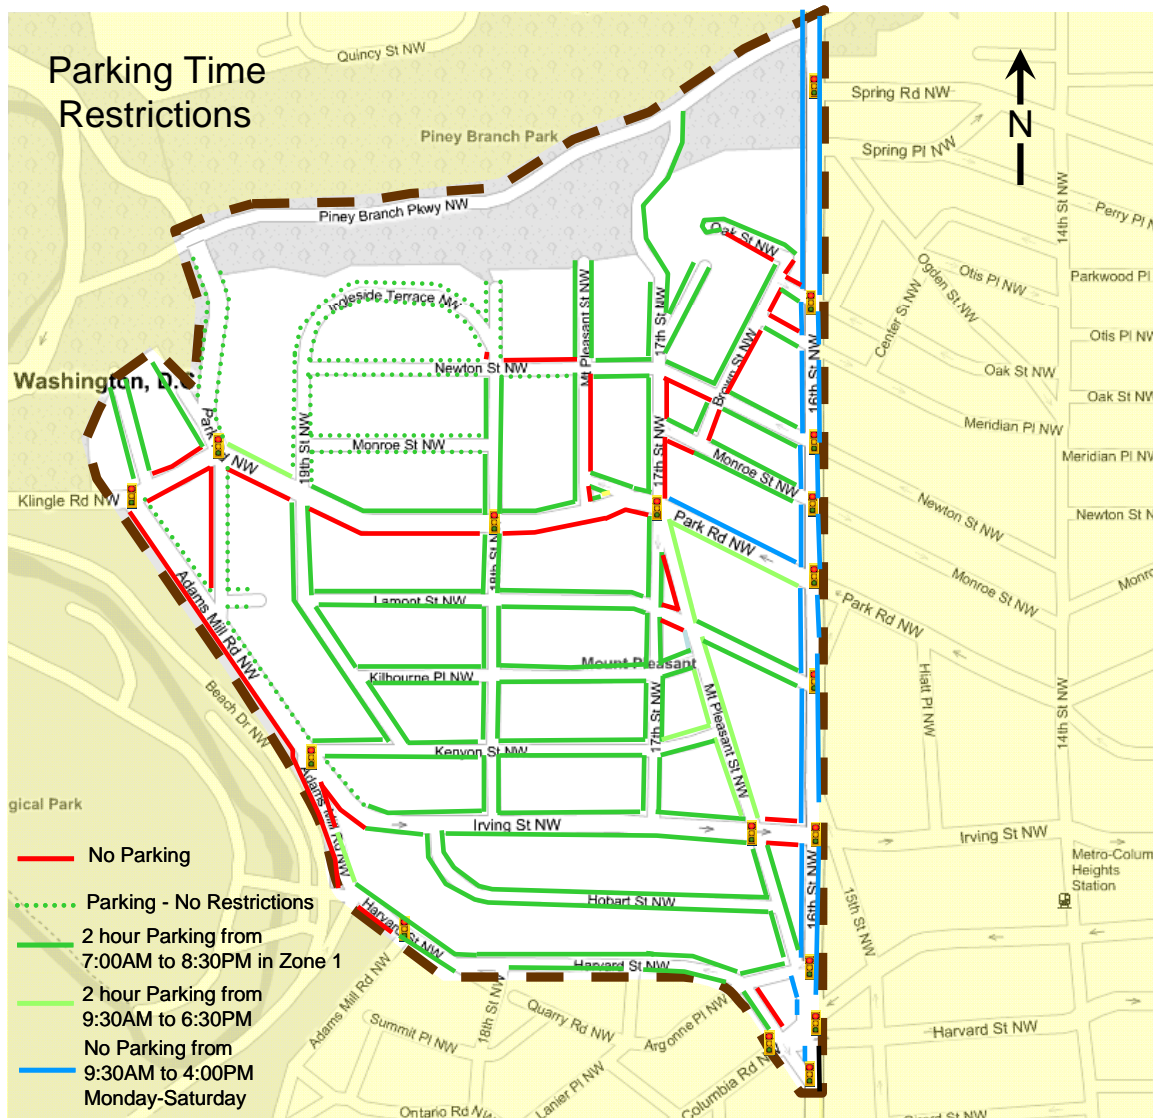 Parking Time
Restrictions
Quincy St NW
Piney Branch Park
Piney Branch Pkwy NW
Spring Rd NW
N
Spring Pl NW
14th St NW
Perry Pl N
Oak St NW
Ogden St NW
Otis Pl NW
Parkwood Pl
Center St NW
Otis Pl NW
Ingleside Terrace NW
Mt Pleasant St NW
17th St NW
Brown St NW
16th St NW
Oak St NW
Oak St NW
Newton St NW
Washington, D.C
Meridian Pl NW
Meridian Pl NW
Park Rd NW
19th St NW
Monroe St NW
17th St NW
Monroe St NW
Klingle Rd NW
Newton St NW
Newton St N
Park Rd NW
18th St N
Adams Mill Rd NW
Lamont St NW
Monroe St NW
Monro
Park Rd NW
Mount Pleasant
Kilbourne Pl NW
Hiatt Pl NW
Beach Dr NW
17th St NW
Mt Pleasant St NW
14th St NW
Kenyon St NW
gical Park
Adams Mill Rd NW
Irving St NW
Irving St NW
No Parking
Metro-Colum
Heights
Station
Parking - No Restrictions
Hobart St NW
16th St NW
15th St NW
2 hour Parking from
7:00AM to 8:30PM in Zone 1
Harvard St NW
Harvard St NW
2 hour Parking from
9:30AM to 6:30PM
Adams Mill Rd NW
18th St NW
Quarry Rd NW
Argonne Pl NW
Harvard St NW
Summit Pl NW
No Parking from
9:30AM to 4:00PM
Monday-Saturday
Lanier Pl NW
Columbia Rd NW
Ontario Rd NW